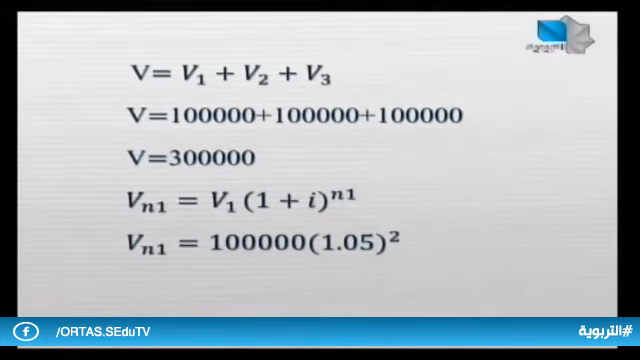 V= V₁ + V₂ + V₃
V=100000+100000+100000
V=300000
Vₙ₁ = V₁ (1 + i)ⁿ¹
Vₙ₁ = 100000(1.05)²
/ORTAS.SEduTV
#التربوية